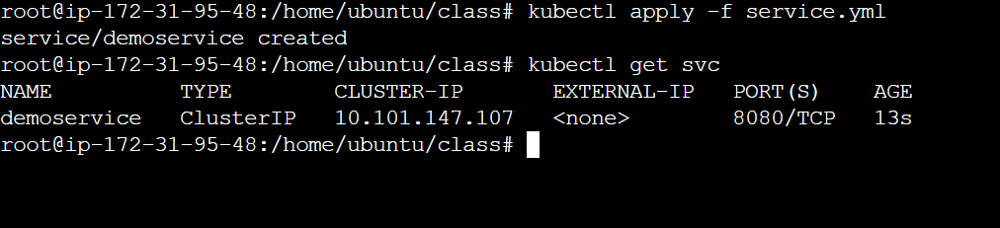 root@ip-172-31-95-48:/home/ubuntu/class# kubectl apply -f service.yml
service/demoservice created
root@ip-172-31-95-48:/home/ubuntu/class# kubectl get svc
NAME          TYPE        CLUSTER-IP       EXTERNAL-IP   PORT(S)    AGE
demoservice   ClusterIP   10.101.147.107   <none>        8080/TCP   13s
root@ip-172-31-95-48:/home/ubuntu/class#